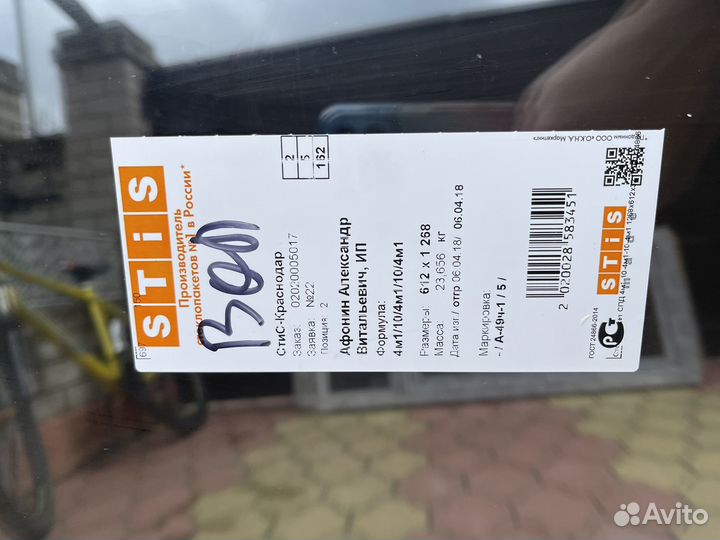 STiS
Производитель
стеклопакетов №1 в России*
2
5
162
СТиС-Краснодар
Заказ: 02020005017
Заявка: №22
Позиция: 2
Афонин Александр
Витальевич, ИП
Формула:
4м1/10/4м1/10/4м1
Размеры: 612 x 1 268
Масса: 23,656 кг
Дата изг/ отгр 06.04.18/ 06.04.18
Маркировка:
- / А-49ч-1 / 5 /
2 020028 583451
ГОСТ 24866-2014
РСт
STiS
Avito